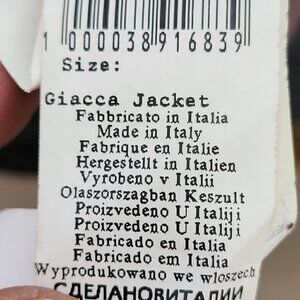 1 000038 916839
Size:
Giacca Jacket
Fabbricato in Italia
Made in Italy
Fabrique en Italie
Hergestellt in Italien
Vyrobeno v Italii
Olaszorszagban Keszult
Proizvedeno U Italiji
Proizvedeno U Italiji
Fabricado en Italia
Fabricado em Italia
Wyprodukowano we wloszech
СДЕЛАНОВИТАЛИИ